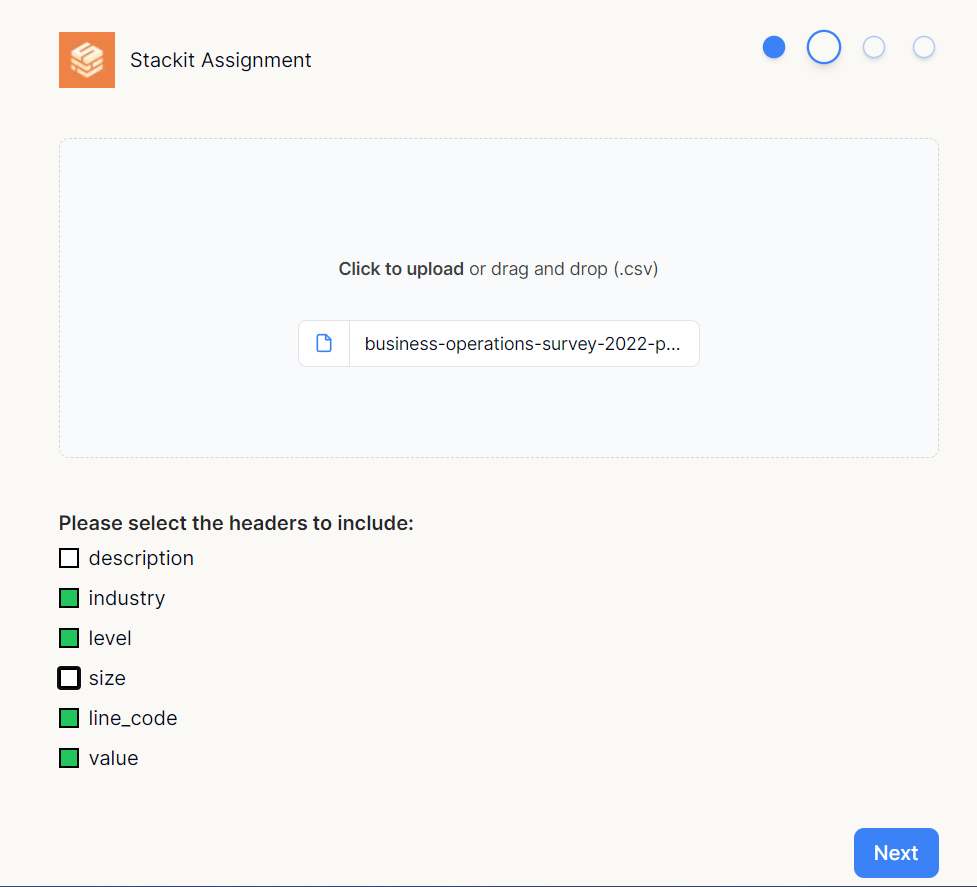 Stackit Assignment
Click to upload or drag and drop (.csv)
business-operations-survey-2022-p...
Please select the headers to include:
description
industry
level
size
line_code
value
Next